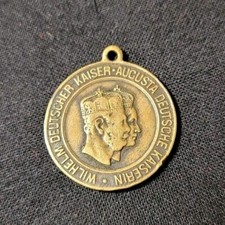 WILHELM DEUTSCHER KAISER · AUGUSTA DEUTSCHE KAISERIN ·